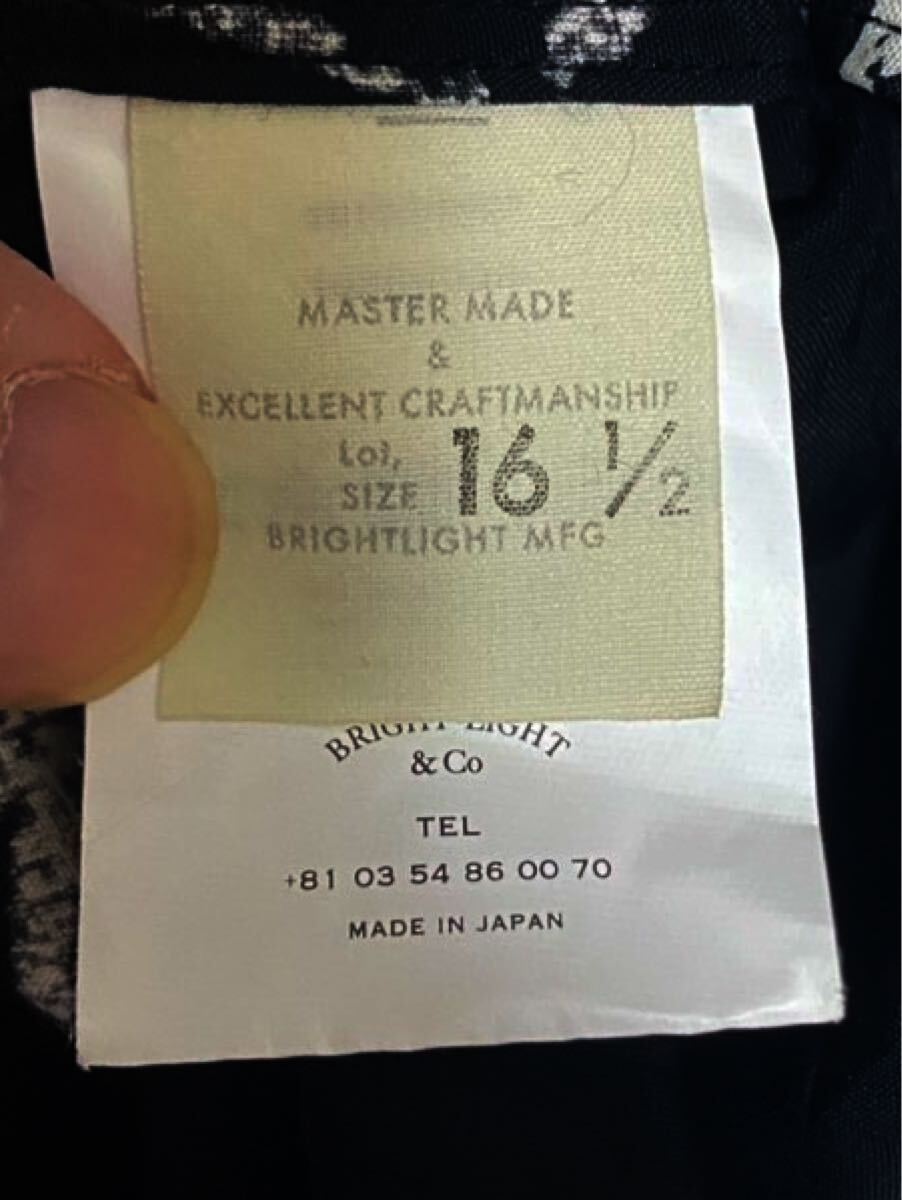 MASTER MADE
&
EXCELLENT CRAFTMANSHIP
Lot,
SIZE 16 1/2
BRIGHTLIGHT MFG
BRIGHT LIGHT
& Co
TEL
+81 03 54 86 00 70
MADE IN JAPAN